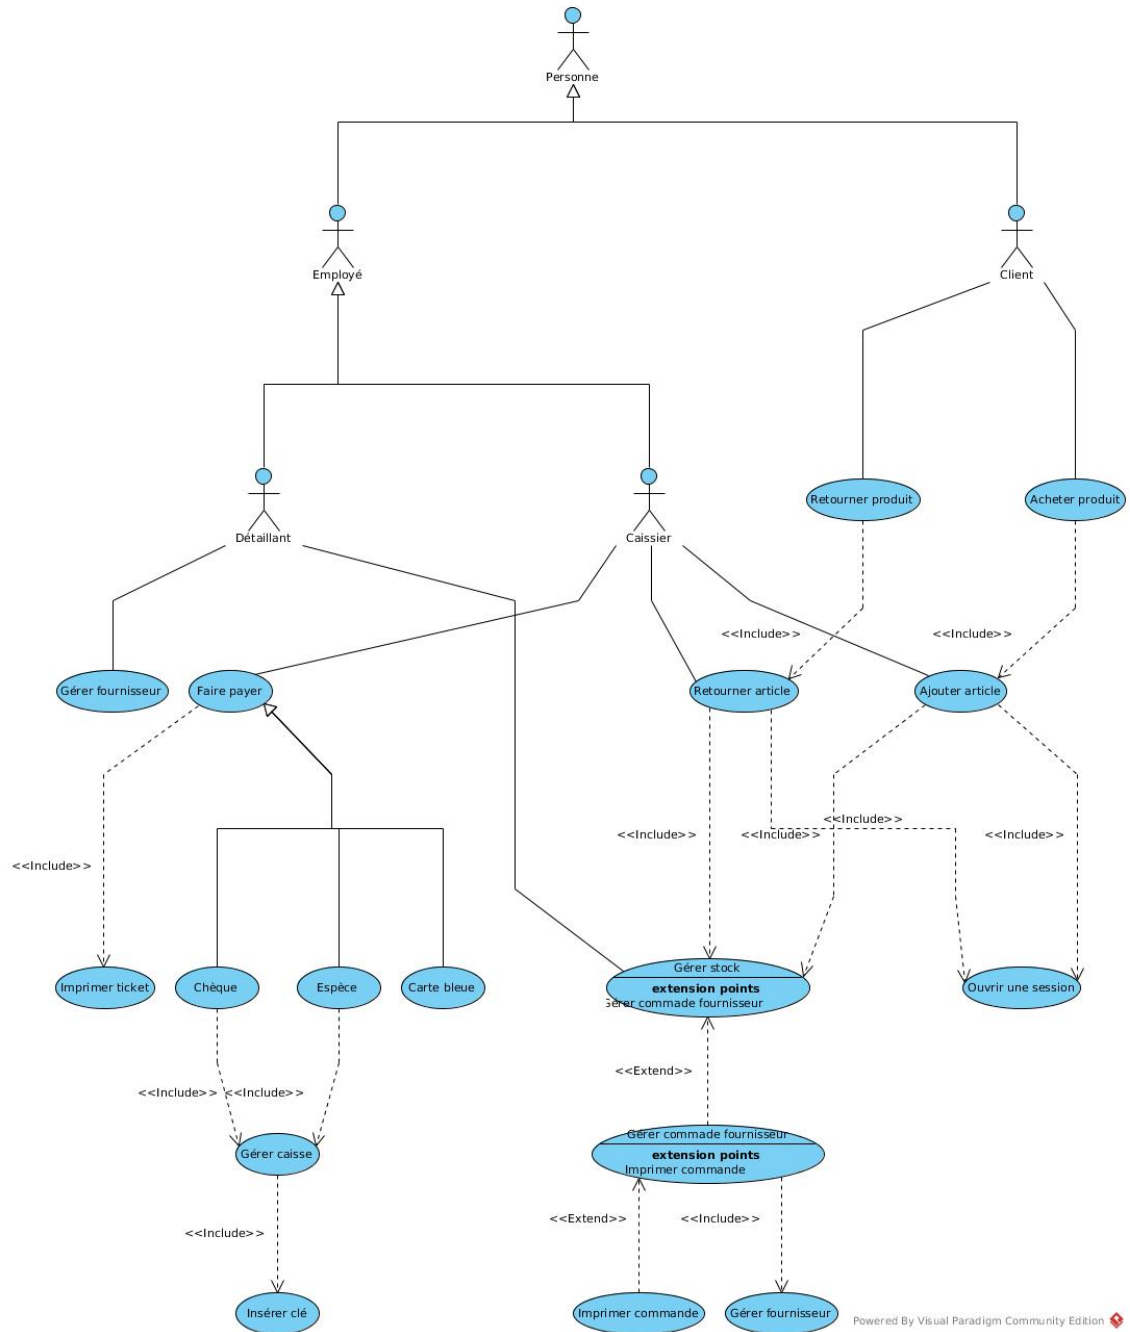 Personne
Employé
Client
Détaillant
Caissier
Retourner produit
Acheter produit
<<Include>>
<<Include>>
Gérer fournisseur
Faire payer
Retourner article
Ajouter article
<<Include>>
<<Include>>
<<Include>>
<<Include>>
<<Include>>
Imprimer ticket
Chèque
Espèce
Carte bleue
Gérer stock
extension points
Gérer commade fournisseur
Ouvrir une session
<<Extend>>
<<Include>>
<<Include>>
Gérer caisse
Gérer commade fournisseur
extension points
Imprimer commande
<<Include>>
<<Extend>>
<<Include>>
Insérer clé
Imprimer commande
Gérer fournisseur
Powered By Visual Paradigm Community Edition